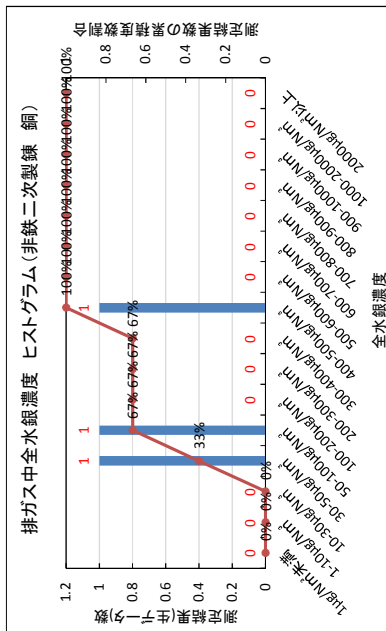 排ガス中全水銀濃度　ヒストグラム(非鉄二次製錬　銅)
測定結果(生データ)数
1.2
1
0.8
0.6
0.4
0.2
0
測定結果数の累積度数割合
1
0.8
0.6
0.4
0.2
0
0 0 0 1 1 0 0 0 1 0 0 0 0 0 0 0
0% 0% 0% 33% 67% 67% 67% 67% 100% 100% 100% 100% 100% 100% 100% 100%
1μg/Nm³未満
1-10μg/Nm³
10-30μg/Nm³
30-50μg/Nm³
50-100μg/Nm³
100-200μg/Nm³
200-300μg/Nm³
300-400μg/Nm³
400-500μg/Nm³
500-600μg/Nm³
600-700μg/Nm³
700-800μg/Nm³
800-900μg/Nm³
900-1000μg/Nm³
1000-2000μg/Nm³
2000μg/Nm³以上
全水銀濃度